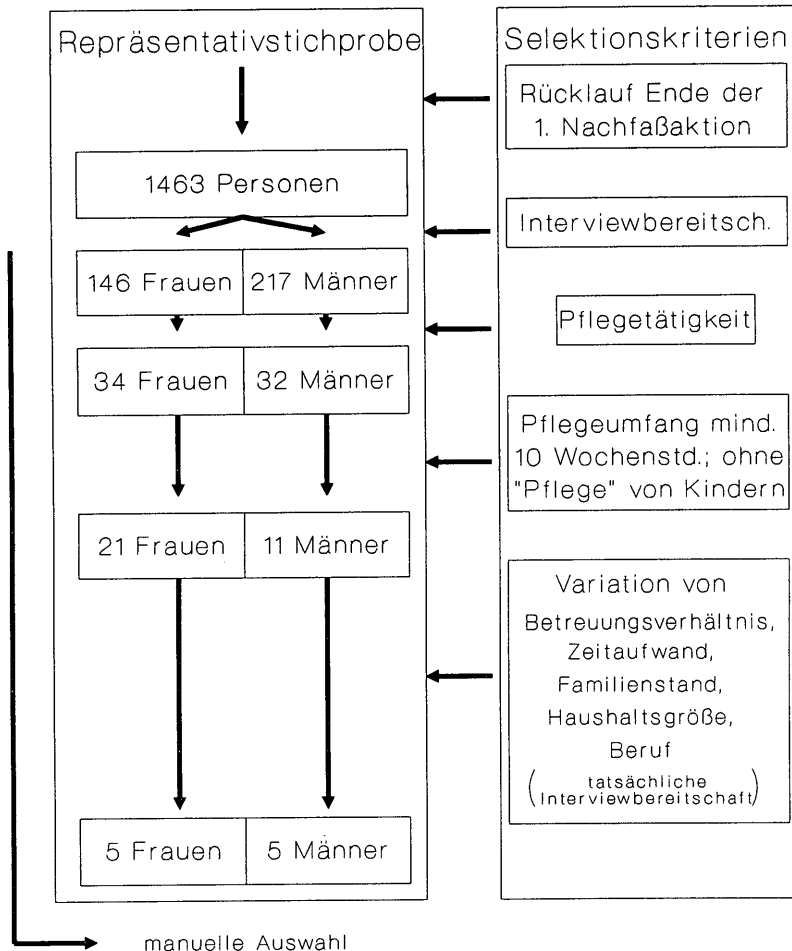 Repräsentativstichprobe
1463 Personen
146 Frauen 217 Männer
34 Frauen 32 Männer
21 Frauen 11 Männer
5 Frauen 5 Männer
manuelle Auswahl
Selektionskriterien
Rücklauf Ende der
1. Nachfaßaktion
Interviewbereitsch.
Pflegetätigkeit
Pflegeumfang mind.
10 Wochenstd.; ohne
"Pflege" von Kindern
Variation von
Betreuungsverhältnis,
Zeitaufwand,
Familienstand,
Haushaltsgröße,
Beruf
(tatsächliche
Interviewbereitschaft)